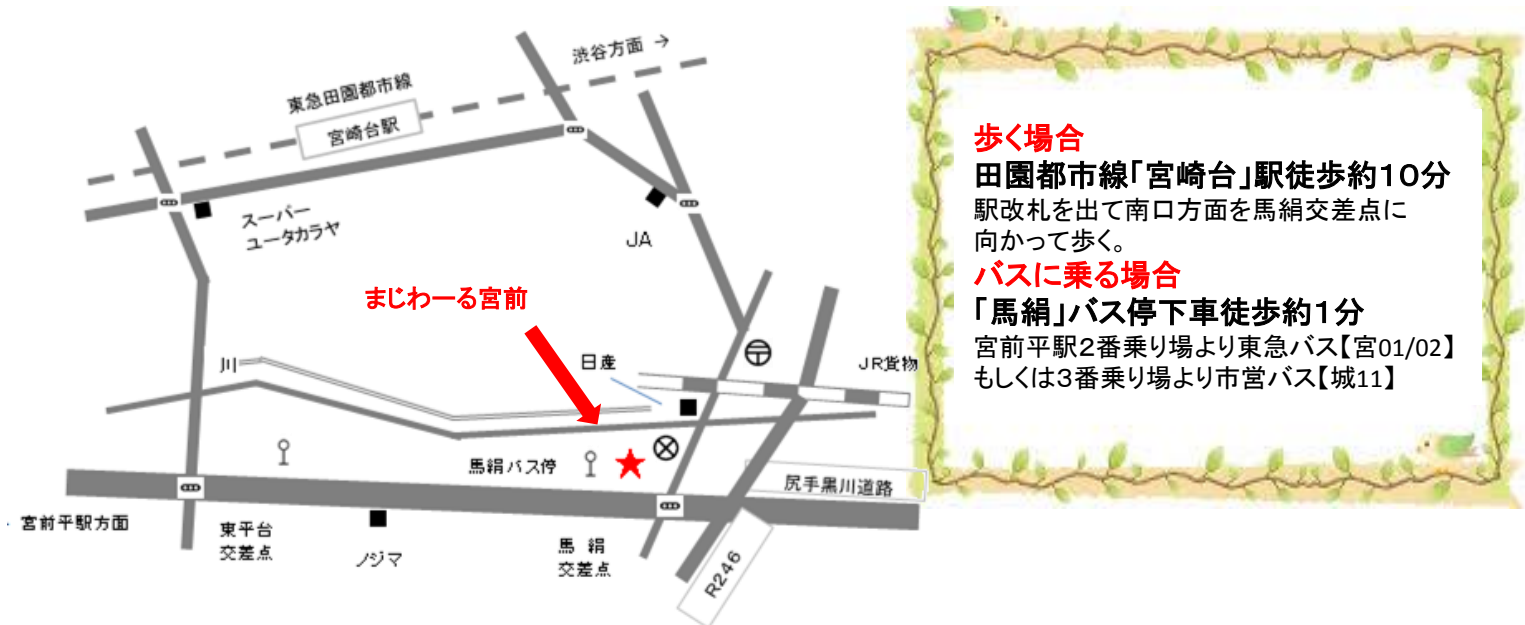 渋谷方面 →
東急田園都市線
宮崎台駅
スーパー
ユータカラヤ
JA
まじわーる宮前
川
日産
〒
JR貨物
馬絹バス停
尻手黒川道路
宮前平駅方面
東平台
交差点
ノジマ
馬 絹
交差点
R246
歩く場合
田園都市線「宮崎台」駅徒歩約10分
駅改札を出て南口方面を馬絹交差点に
向かって歩く。
バスに乗る場合
「馬絹」バス停下車徒歩約1分
宮前平駅2番乗り場より東急バス【宮01/02】
もしくは3番乗り場より市営バス【城11】